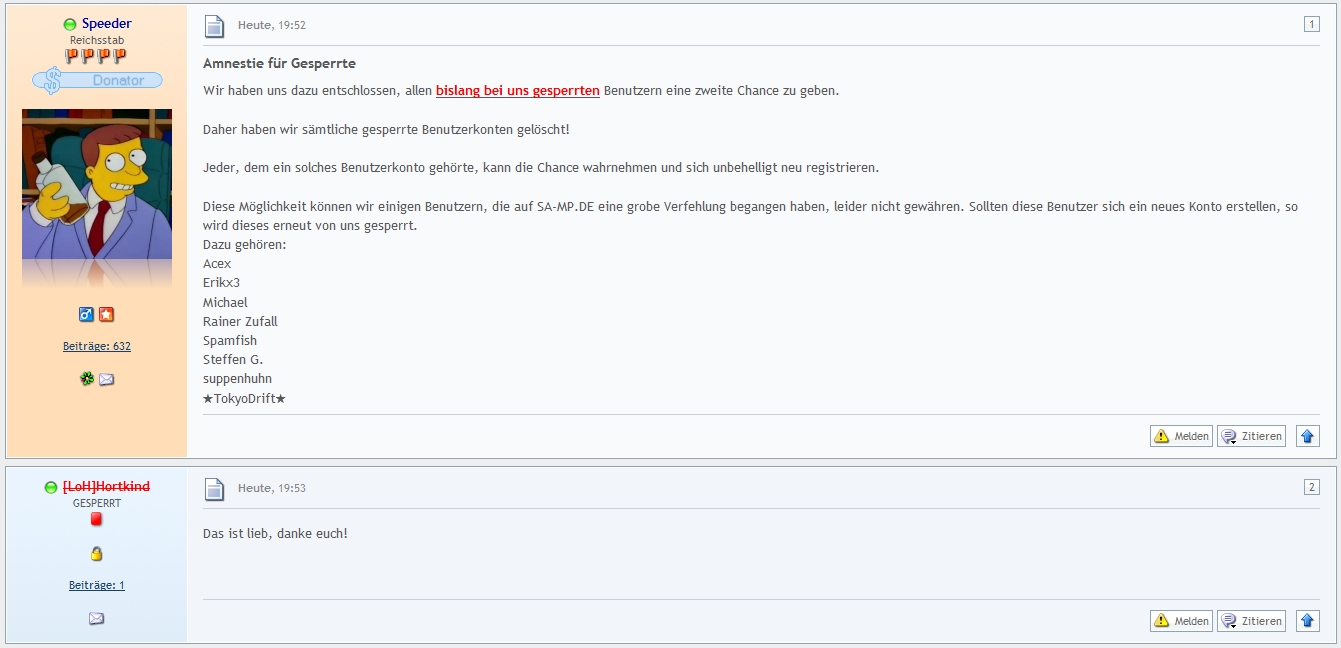 Speeder
Reichsstab
Donator
Beiträge: 632
Heute, 19:52
1
Amnestie für Gesperrte
Wir haben uns dazu entschlossen, allen bislang bei uns gesperrten Benutzern eine zweite Chance zu geben.
Daher haben wir sämtliche gesperrte Benutzerkonten gelöscht!
Jeder, dem ein solches Benutzerkonto gehörte, kann die Chance wahrnehmen und sich unbehelligt neu registrieren.
Diese Möglichkeit können wir einigen Benutzern, die auf SA-MP.DE eine grobe Verfehlung begangen haben, leider nicht gewähren. Sollten diese Benutzer sich ein neues Konto erstellen, so
wird dieses erneut von uns gesperrt.
Dazu gehören:
Acex
Erikx3
Michael
Rainer Zufall
Spamfish
Steffen G.
suppenhuhn
★TokyoDrift★
Melden
Zitieren
[LoH]Hortkind
GESPERRT
Beiträge: 1
Heute, 19:53
2
Das ist lieb, danke euch!
Melden
Zitieren